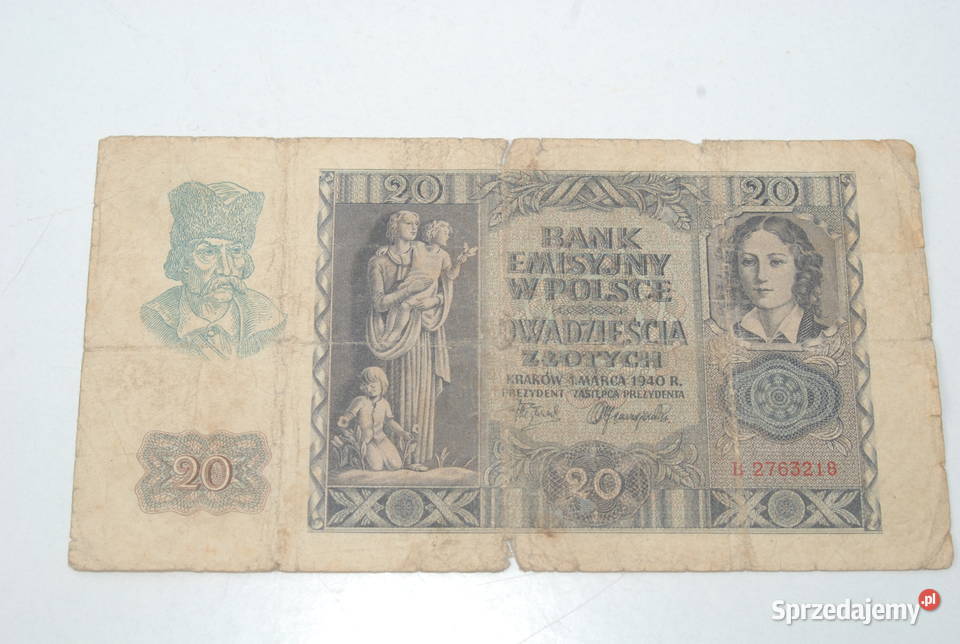 20
20
BANK
EMISYJNY
W POLSCE
DWADZIEŚCIA
ZŁOTYCH
KRAKÓW 1. MARCA 1940 R.
PREZYDENT ZASTĘPCA PREZYDENTA
20
20
B 2763218
Sprzedajemy.pl